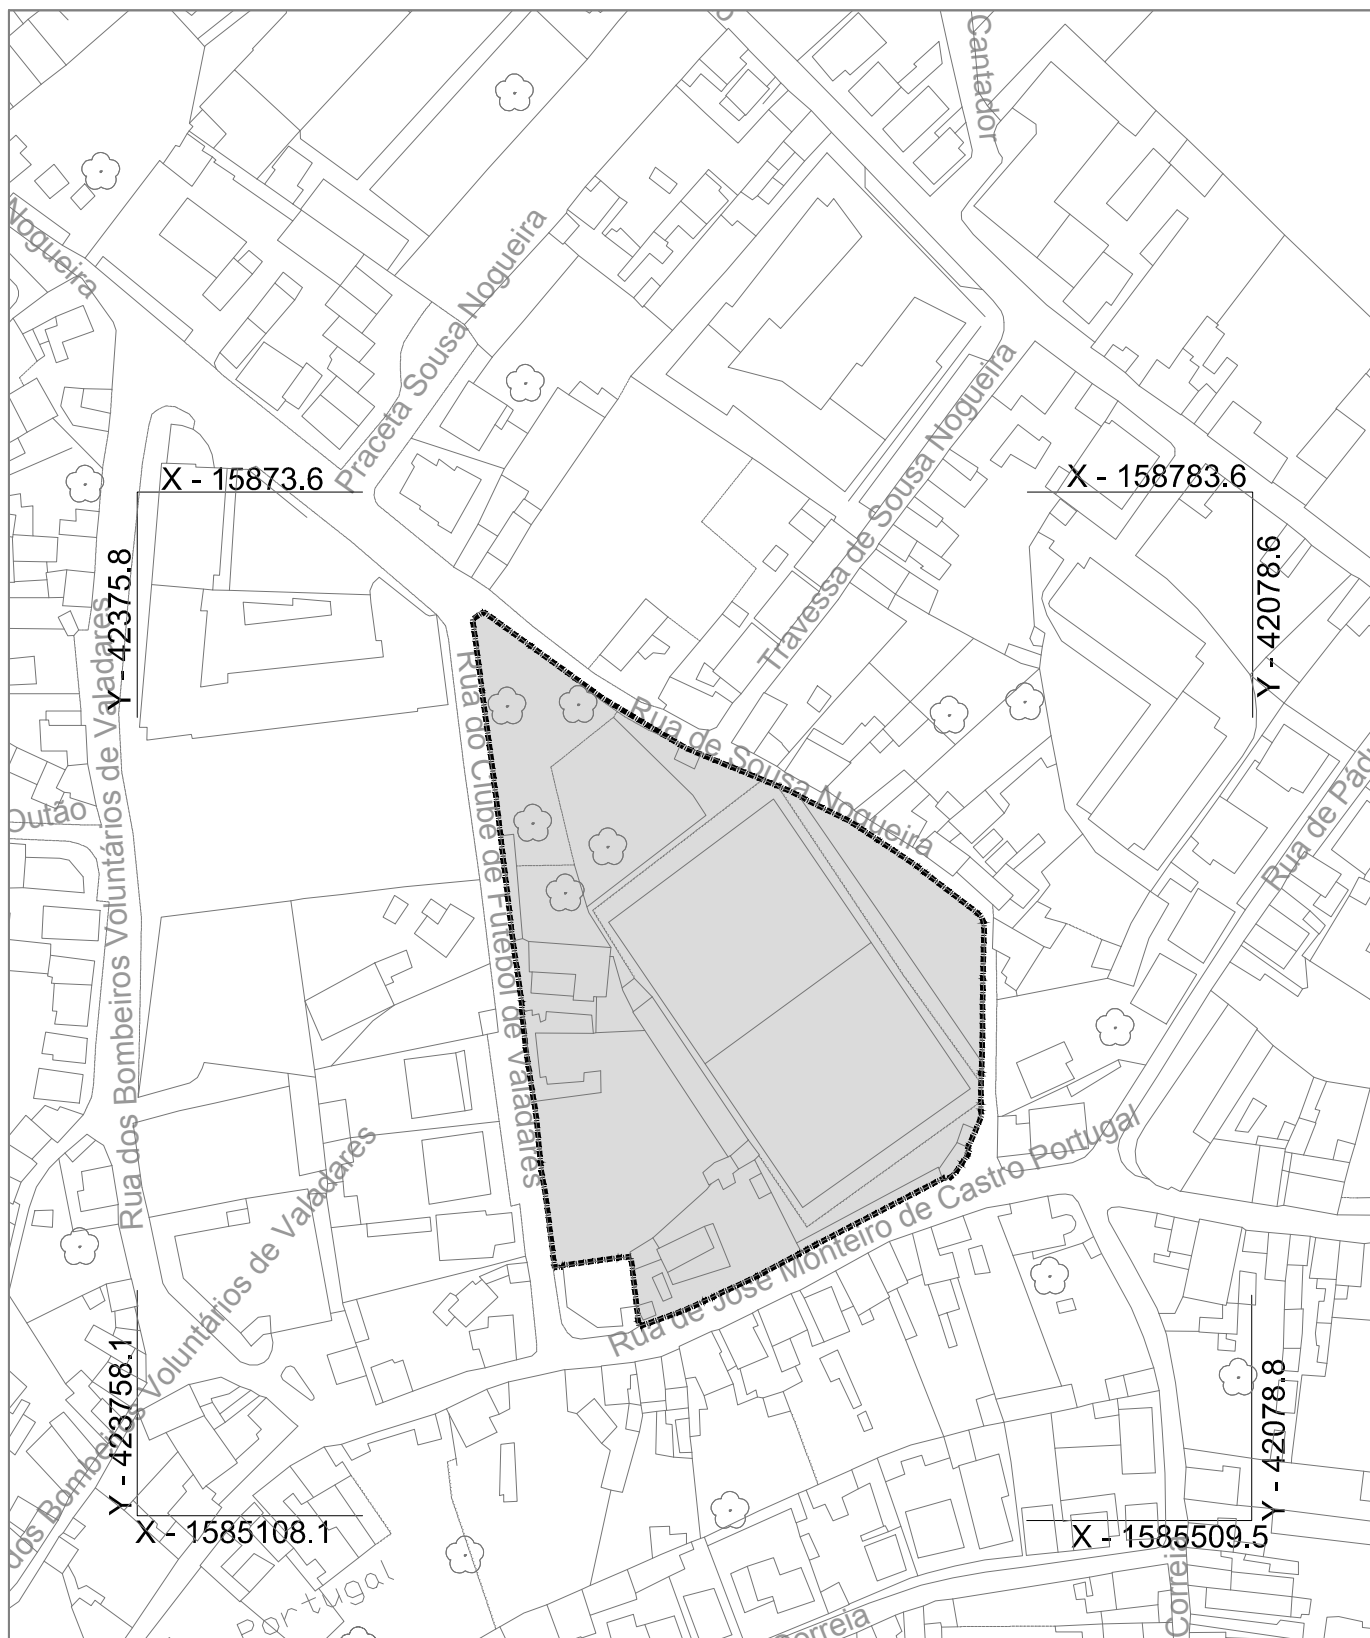 Cantador
Nogueira
Praceta Sousa Nogueira
Travessa de Sousa Nogueira
X - 15873.6
X - 158783.6
Y - 42375.8
Y - 42078.6
Rua dos Bombeiros Voluntários de Valadares
Rua do Clube de Futebol de Valadares
Rua de Sousa Nogueira
Outão
Rua de Pád
Rua de José Monteiro de Castro Portugal
dos Bombeiros Voluntários de Valadares
Y - 423758.1
X - 1585108.1
Y - 42078.8
X - 1585509.5
Portugal
Correia
Correia